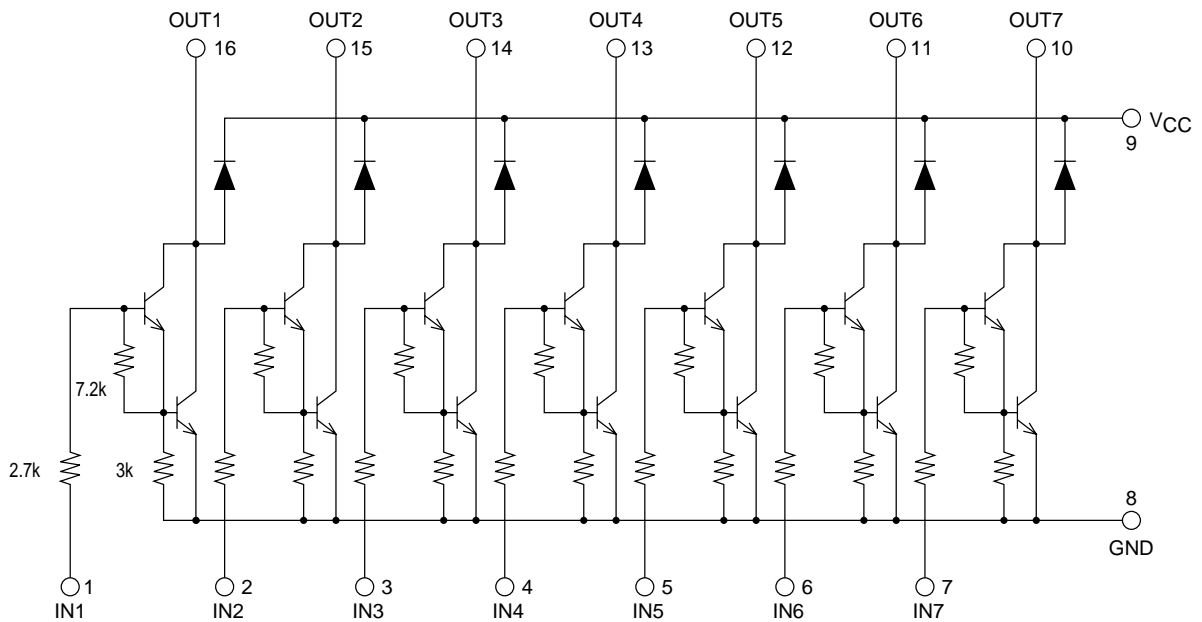 OUT1 OUT2 OUT3 OUT4 OUT5 OUT6 OUT7
16 15 14 13 12 11 10
VCC
9
7.2k
2.7k 3k
8
GND
1 2 3 4 5 6 7
IN1 IN2 IN3 IN4 IN5 IN6 IN7